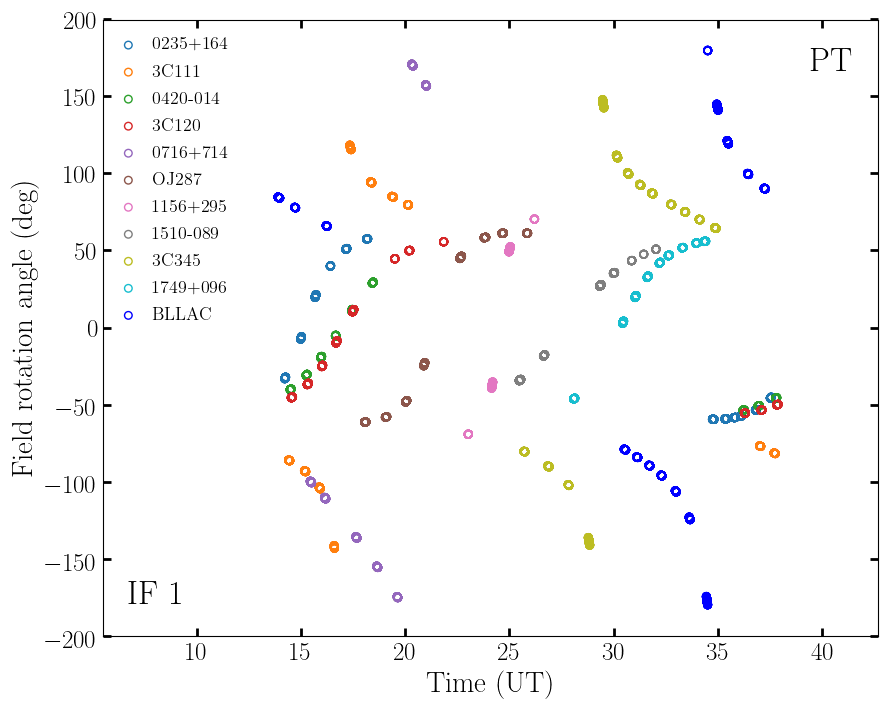 200
150
100
50
0
−50
−100
−150
−200
Field rotation angle (deg)
0235+164
3C111
0420-014
3C120
0716+714
OJ287
1156+295
1510-089
3C345
1749+096
BLLAC
PT
IF 1
10 15 20 25 30 35 40
Time (UT)